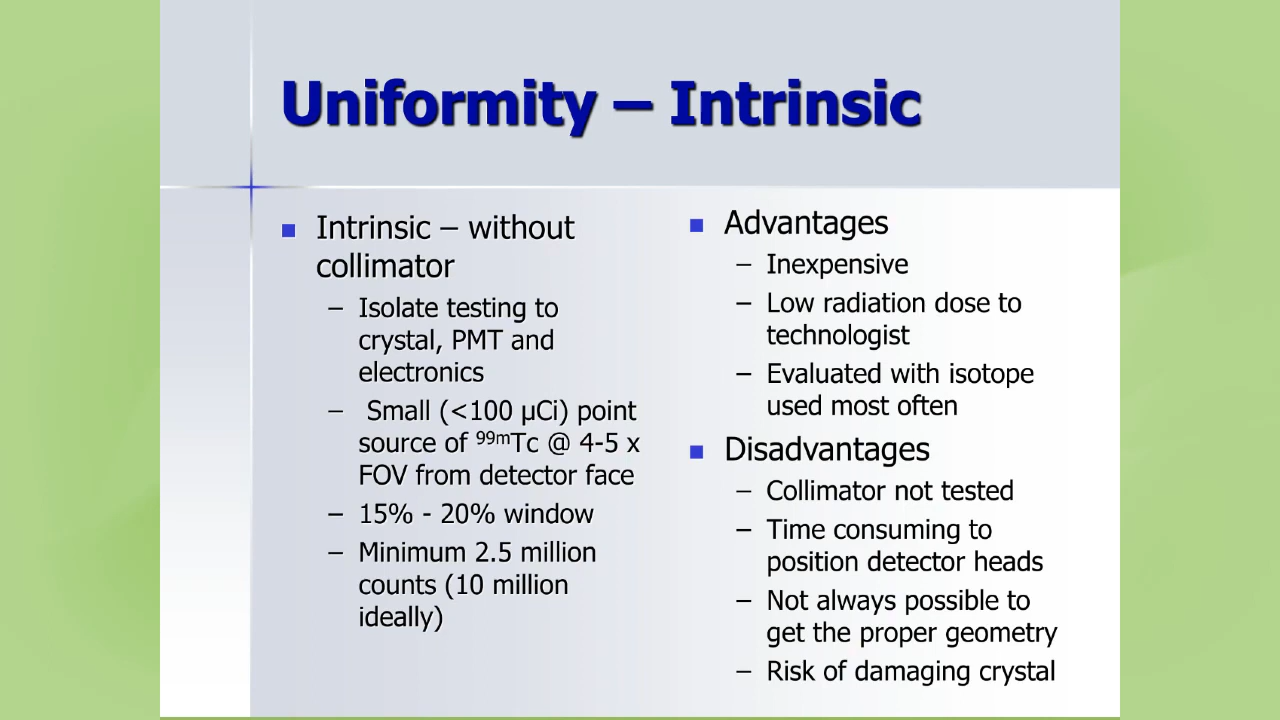 Uniformity – Intrinsic
■ Intrinsic – without
collimator
– Isolate testing to
crystal, PMT and
electronics
– Small (<100 µCi) point
source of ⁹⁹ᵐTc @ 4-5 x
FOV from detector face
– 15% - 20% window
– Minimum 2.5 million
counts (10 million
ideally)
■ Advantages
– Inexpensive
– Low radiation dose to
technologist
– Evaluated with isotope
used most often
■ Disadvantages
– Collimator not tested
– Time consuming to
position detector heads
– Not always possible to
get the proper geometry
– Risk of damaging crystal